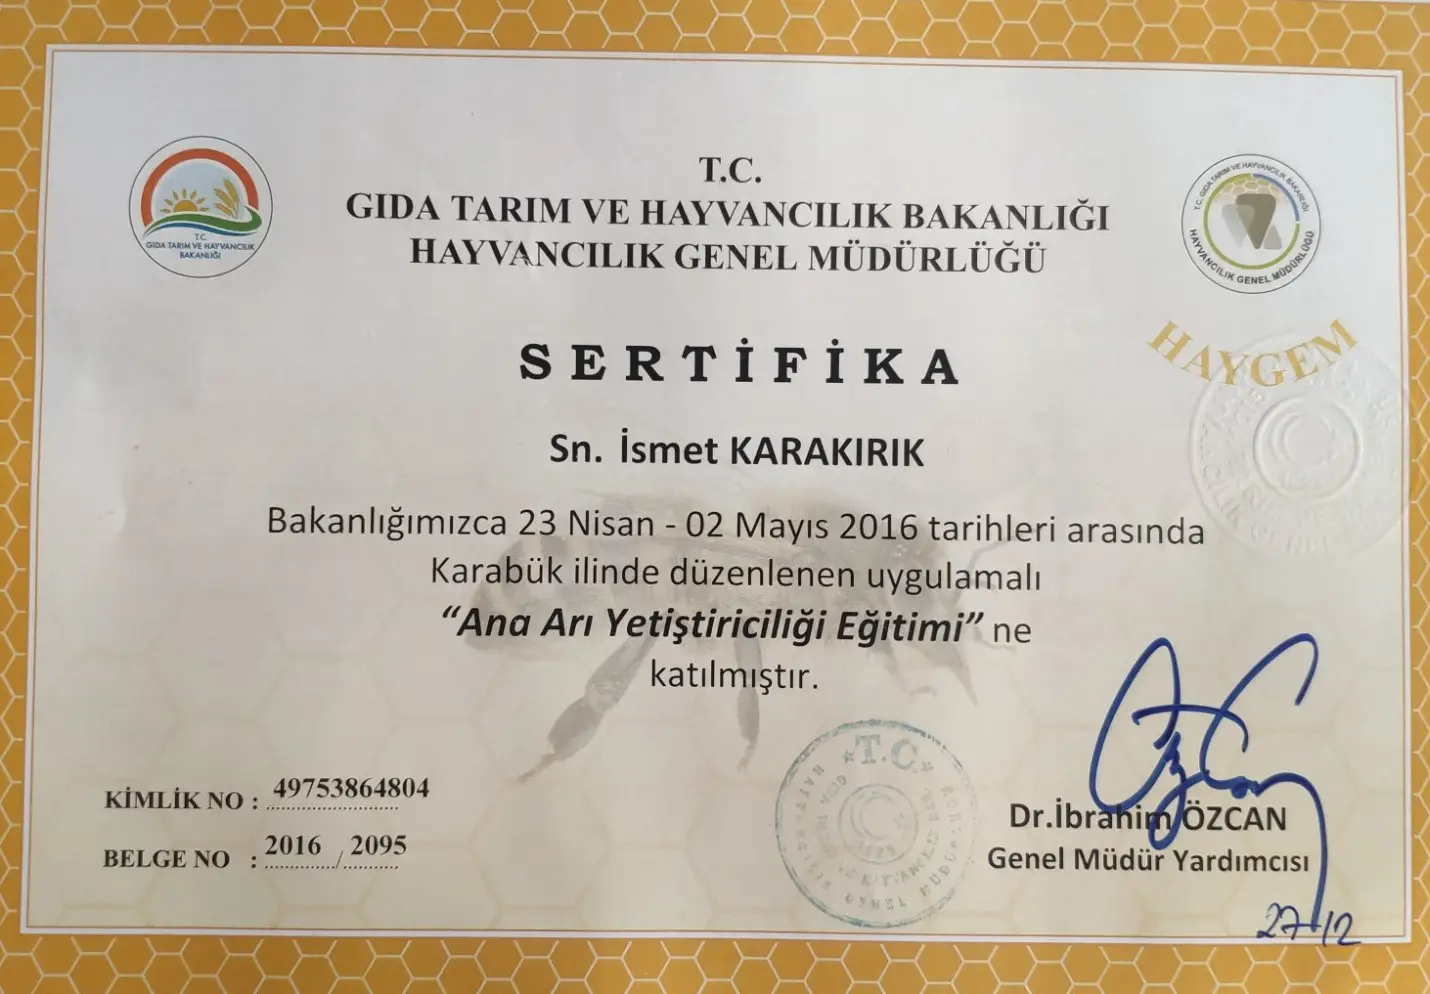 T.C.
GIDA TARIM VE HAYVANCILIK BAKANLIĞI
HAYVANCILIK GENEL MÜDÜRLÜĞÜ
T.C.
GIDA TARIM VE HAYVANCILIK
BAKANLIĞI
T.C. GIDA TARIM VE HAYVANCILIK BAKANLIĞI
HAYVANCILIK GENEL MÜDÜRLÜĞÜ
HAYGEM
SERTİFİKA
Sn. İsmet KARAKIRIK
Bakanlığımızca 23 Nisan - 02 Mayıs 2016 tarihleri arasında
Karabük ilinde düzenlenen uygulamalı
“Ana Arı Yetiştiriciliği Eğitimi” ne
katılmıştır.
KİMLİK NO : 49753864804
BELGE NO : 2016 / 2095
T.C.
Dr.İbrahim ÖZCAN
Genel Müdür Yardımcısı
27/12